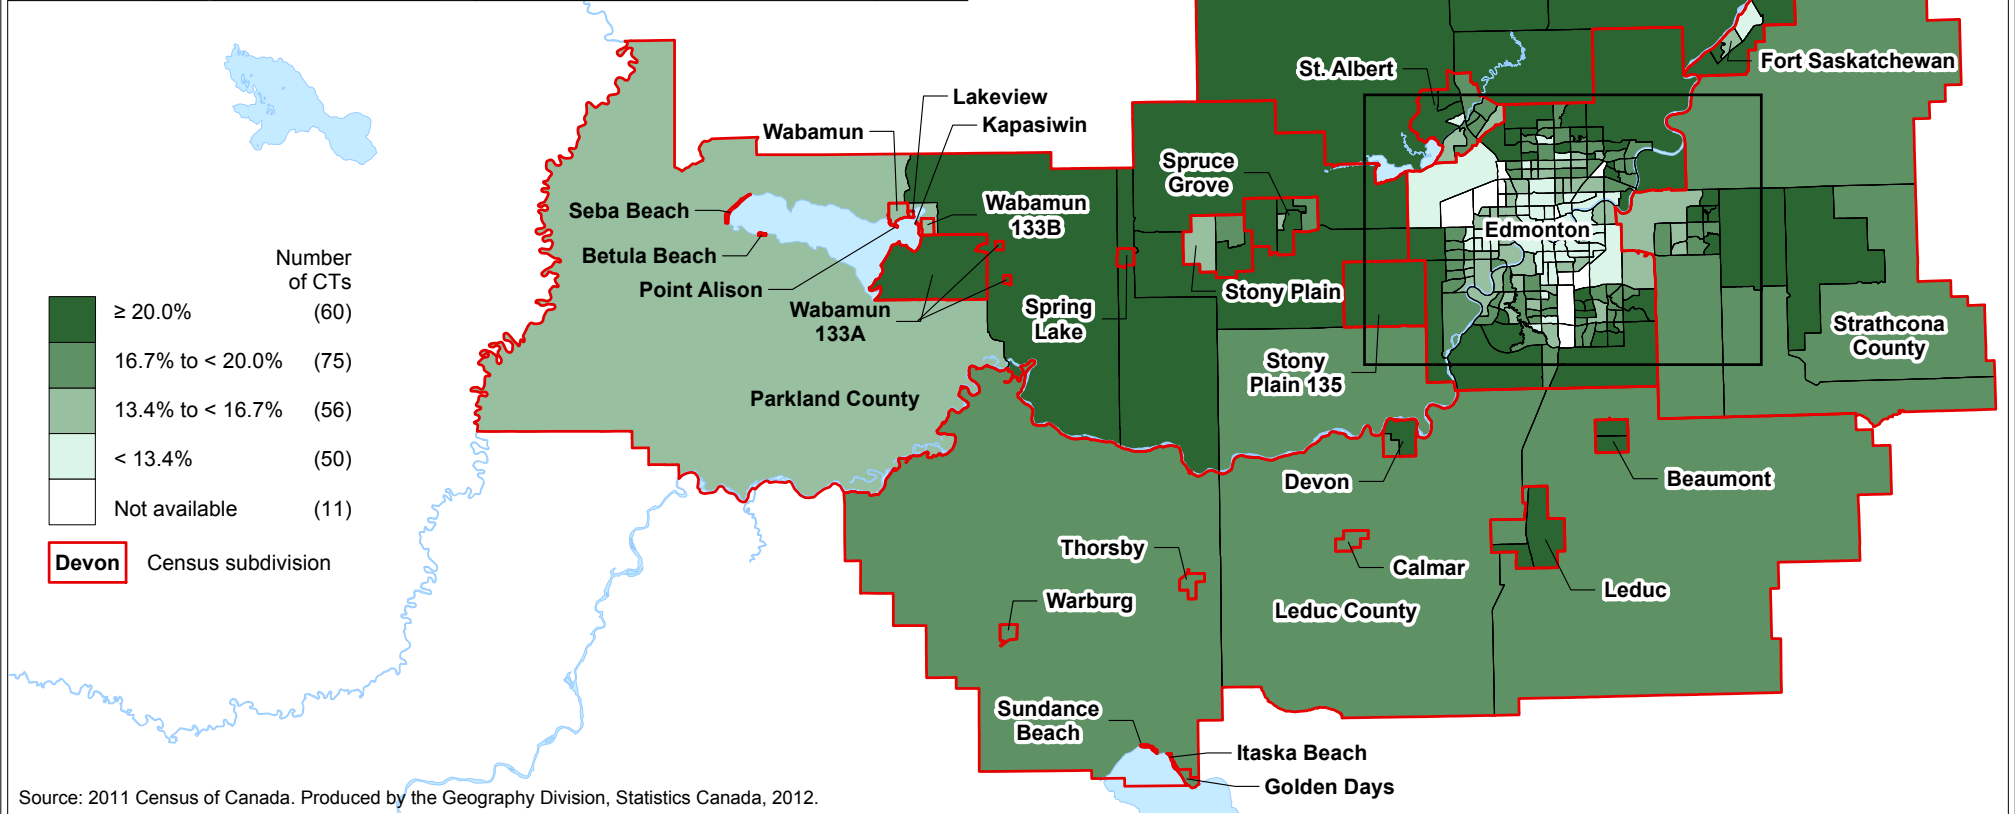 St. Albert
Fort Saskatchewan
Lakeview
Wabamun
Kapasiwin
Spruce
Grove
Seba Beach
Wabamun
133B
Edmonton
Betula Beach
Number
of CTs
Point Alison
Stony Plain
≥ 20.0% (60)
Wabamun
133A
Spring
Lake
Strathcona
County
16.7% to < 20.0% (75)
Stony
Plain 135
13.4% to < 16.7% (56)
Parkland County
< 13.4% (50)
Devon
Beaumont
Not available (11)
Devon Census subdivision
Thorsby
Calmar
Warburg
Leduc County
Leduc
Sundance
Beach
Itaska Beach
Golden Days
Source: 2011 Census of Canada. Produced by the Geography Division, Statistics Canada, 2012.